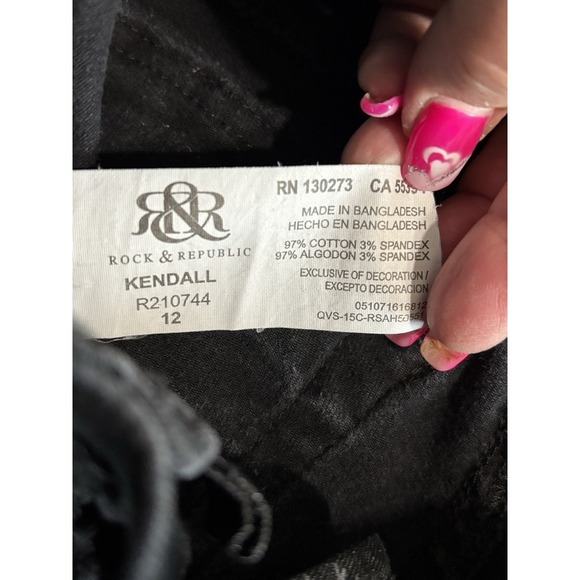 R&R
ROCK & REPUBLIC
KENDALL
R210744
12
RN 130273 CA
MADE IN BANGLADESH
HECHO EN BANGLADESH
97% COTTON 3% SPANDEX
97% ALGODON 3% SPANDEX
EXCLUSIVE OF DECORATION /
EXCEPTO DECORACION
051071616812